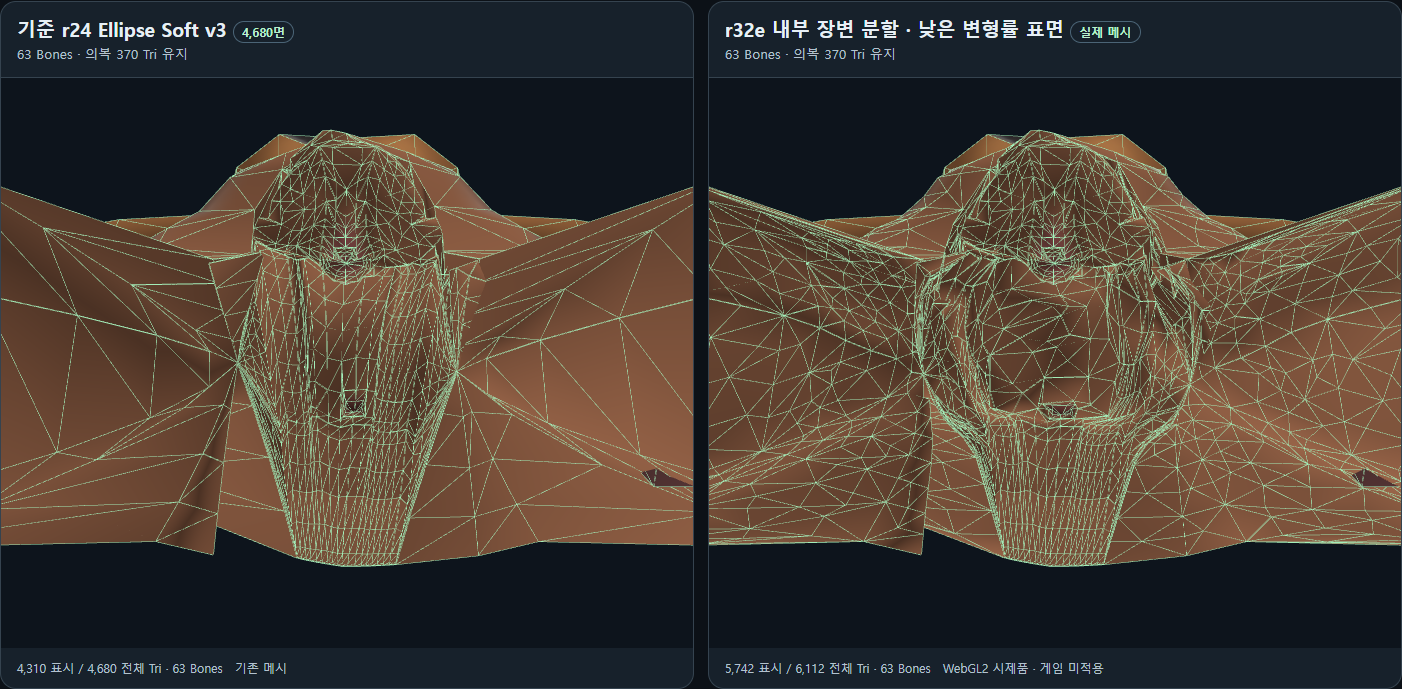 기준 r24 Ellipse Soft v3 4,680면
63 Bones · 의복 370 Tri 유지
4,310 표시 / 4,680 전체 Tri · 63 Bones 기존 메시
r32e 내부 장변 분할 · 낮은 변형률 표면 실제 메시
63 Bones · 의복 370 Tri 유지
5,742 표시 / 6,112 전체 Tri · 63 Bones WebGL2 시제품 · 게임 미적용